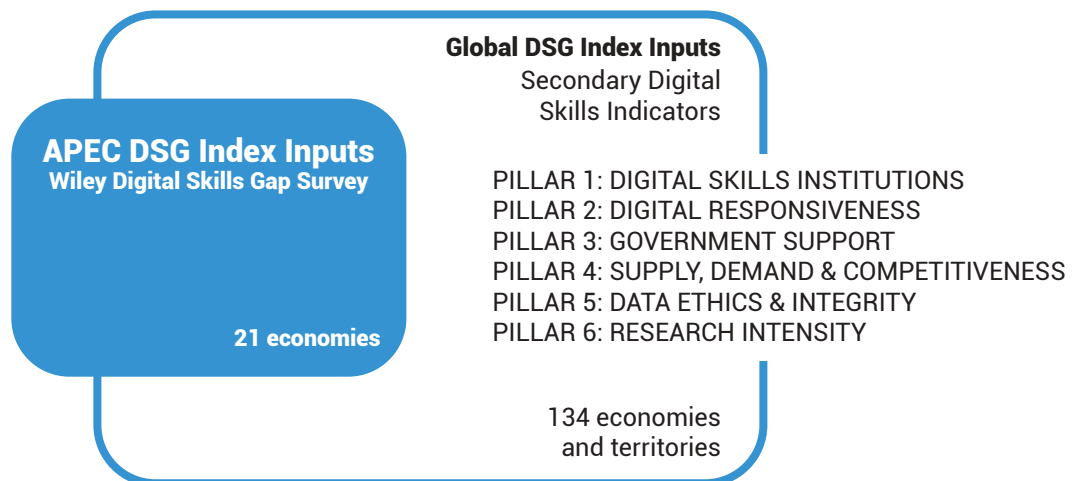 Global DSG Index Inputs
Secondary Digital
Skills Indicators
APEC DSG Index Inputs
Wiley Digital Skills Gap Survey
21 economies
PILLAR 1: DIGITAL SKILLS INSTITUTIONS
PILLAR 2: DIGITAL RESPONSIVENESS
PILLAR 3: GOVERNMENT SUPPORT
PILLAR 4: SUPPLY, DEMAND & COMPETITIVENESS
PILLAR 5: DATA ETHICS & INTEGRITY
PILLAR 6: RESEARCH INTENSITY
134 economies
and territories